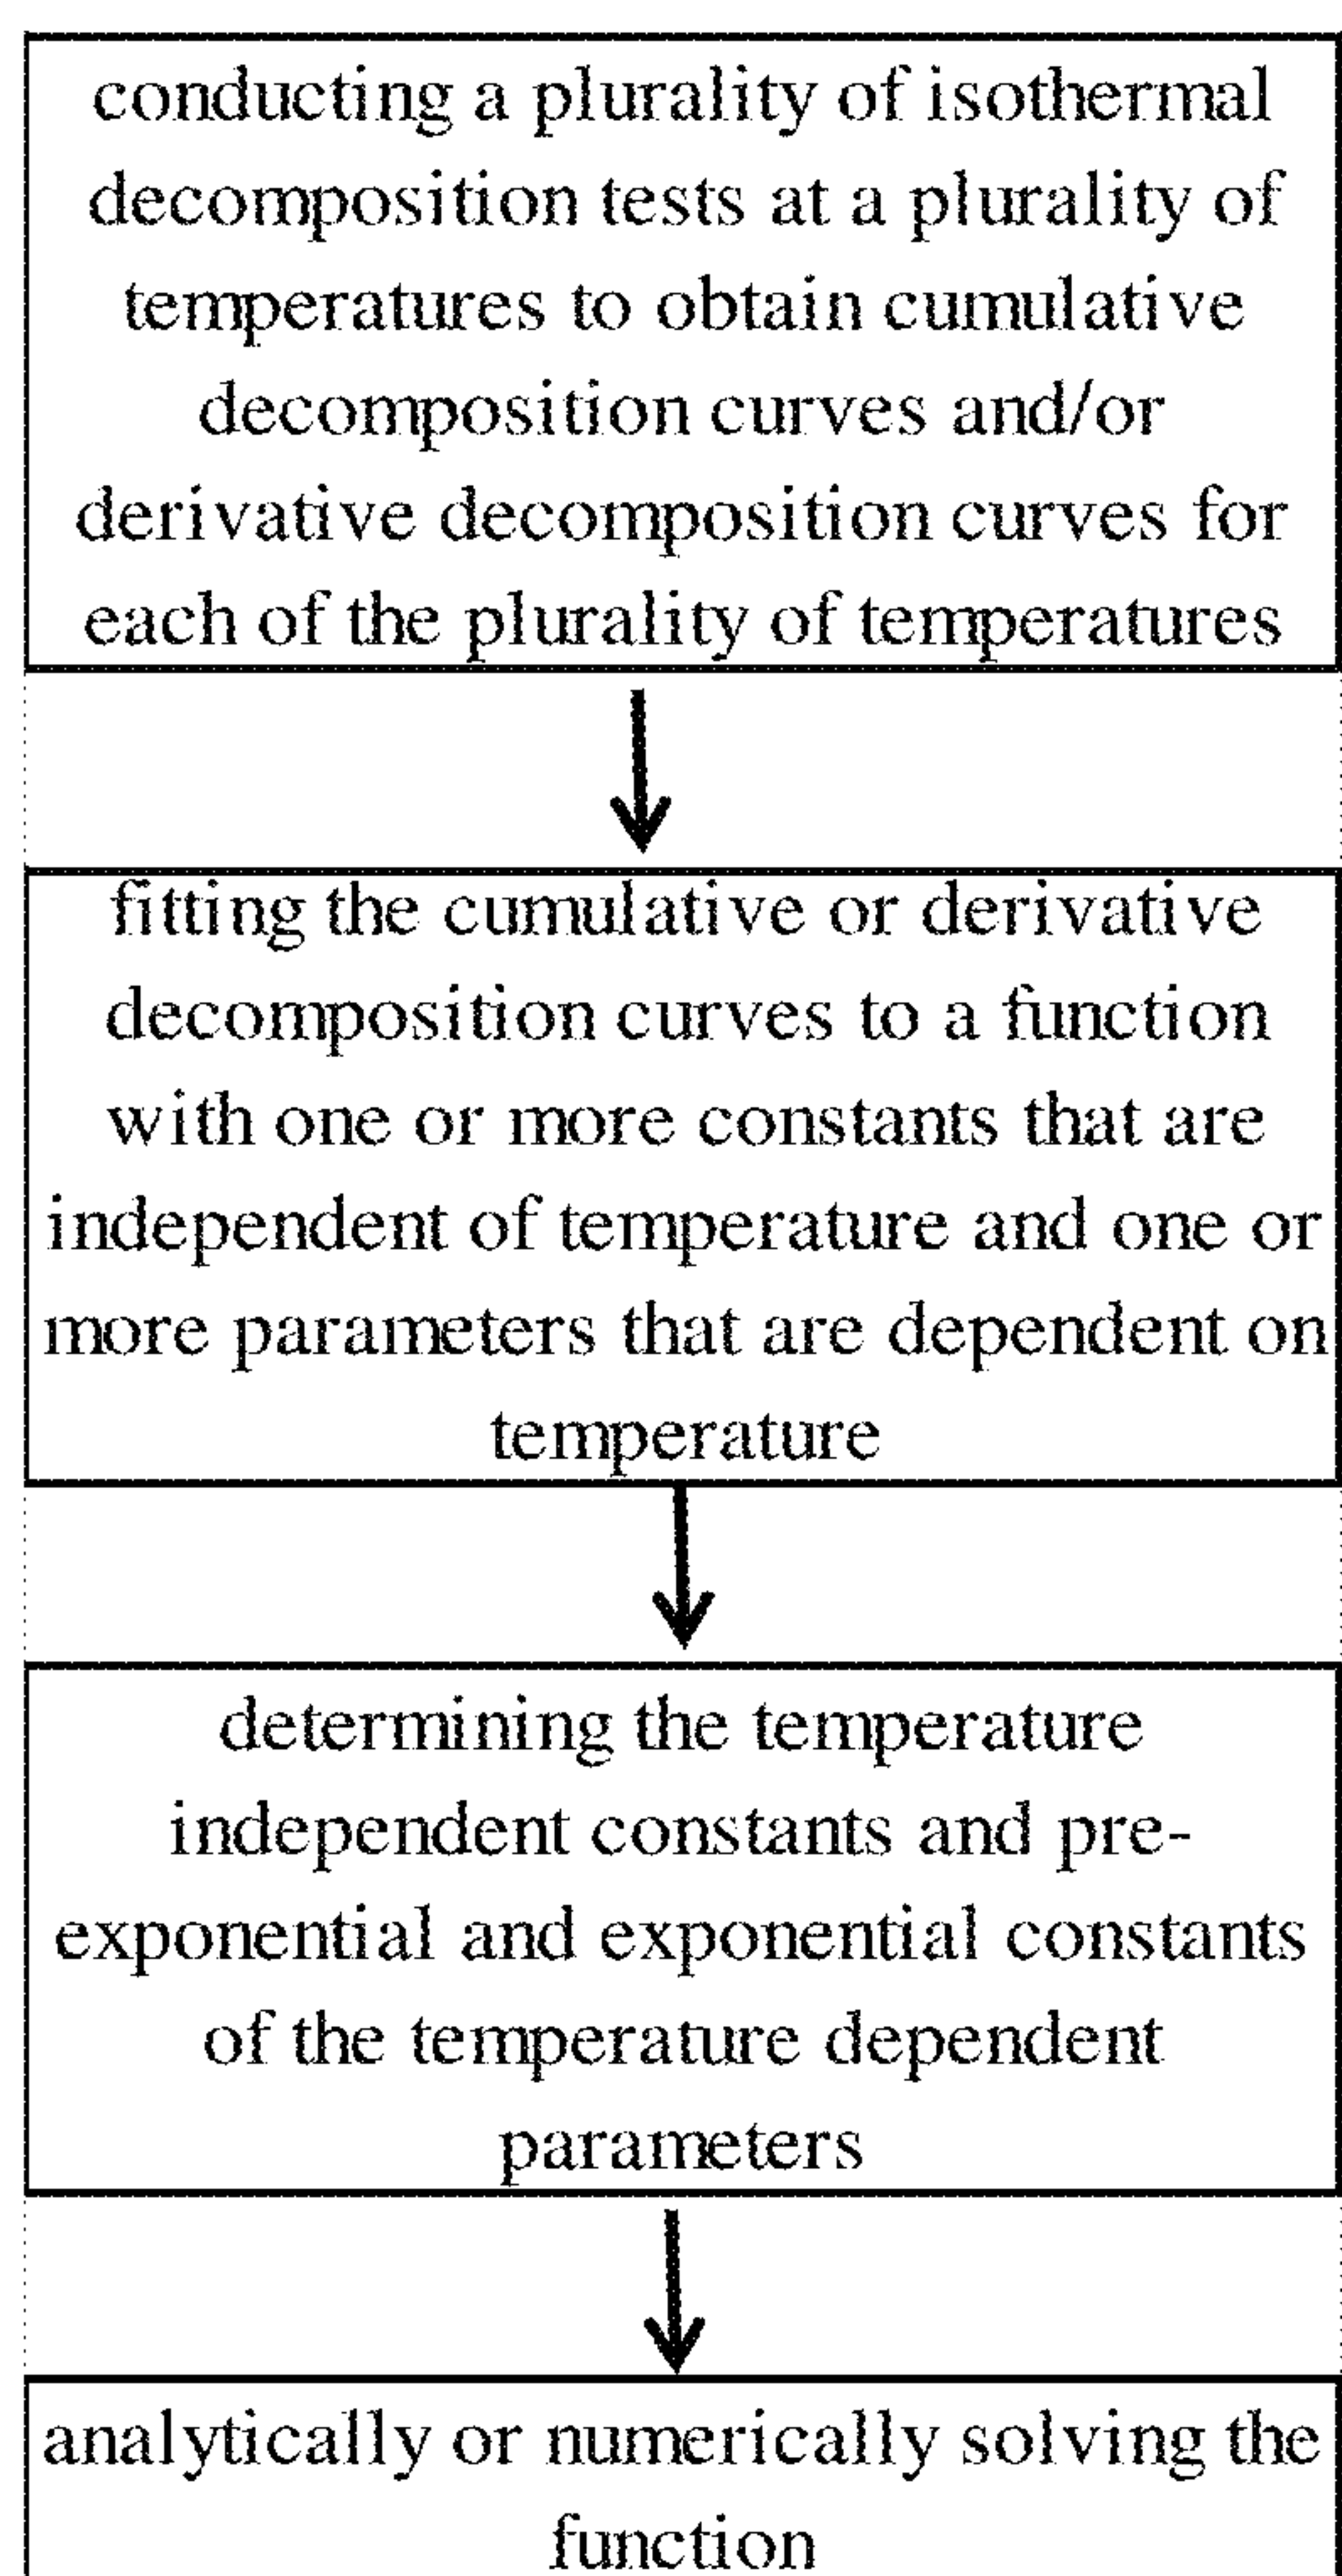 conducting a plurality of isothermal
decomposition tests at a plurality of
temperatures to obtain cumulative
decomposition curves and/or
derivative decomposition curves for
each of the plurality of temperatures
fitting the cumulative or derivative
decomposition curves to a function
with one or more constants that are
independent of temperature and one or
more parameters that are dependent on
temperature
determining the temperature
independent constants and pre-
exponential and exponential constants
of the temperature dependent
parameters
analytically or numerically solving the
function